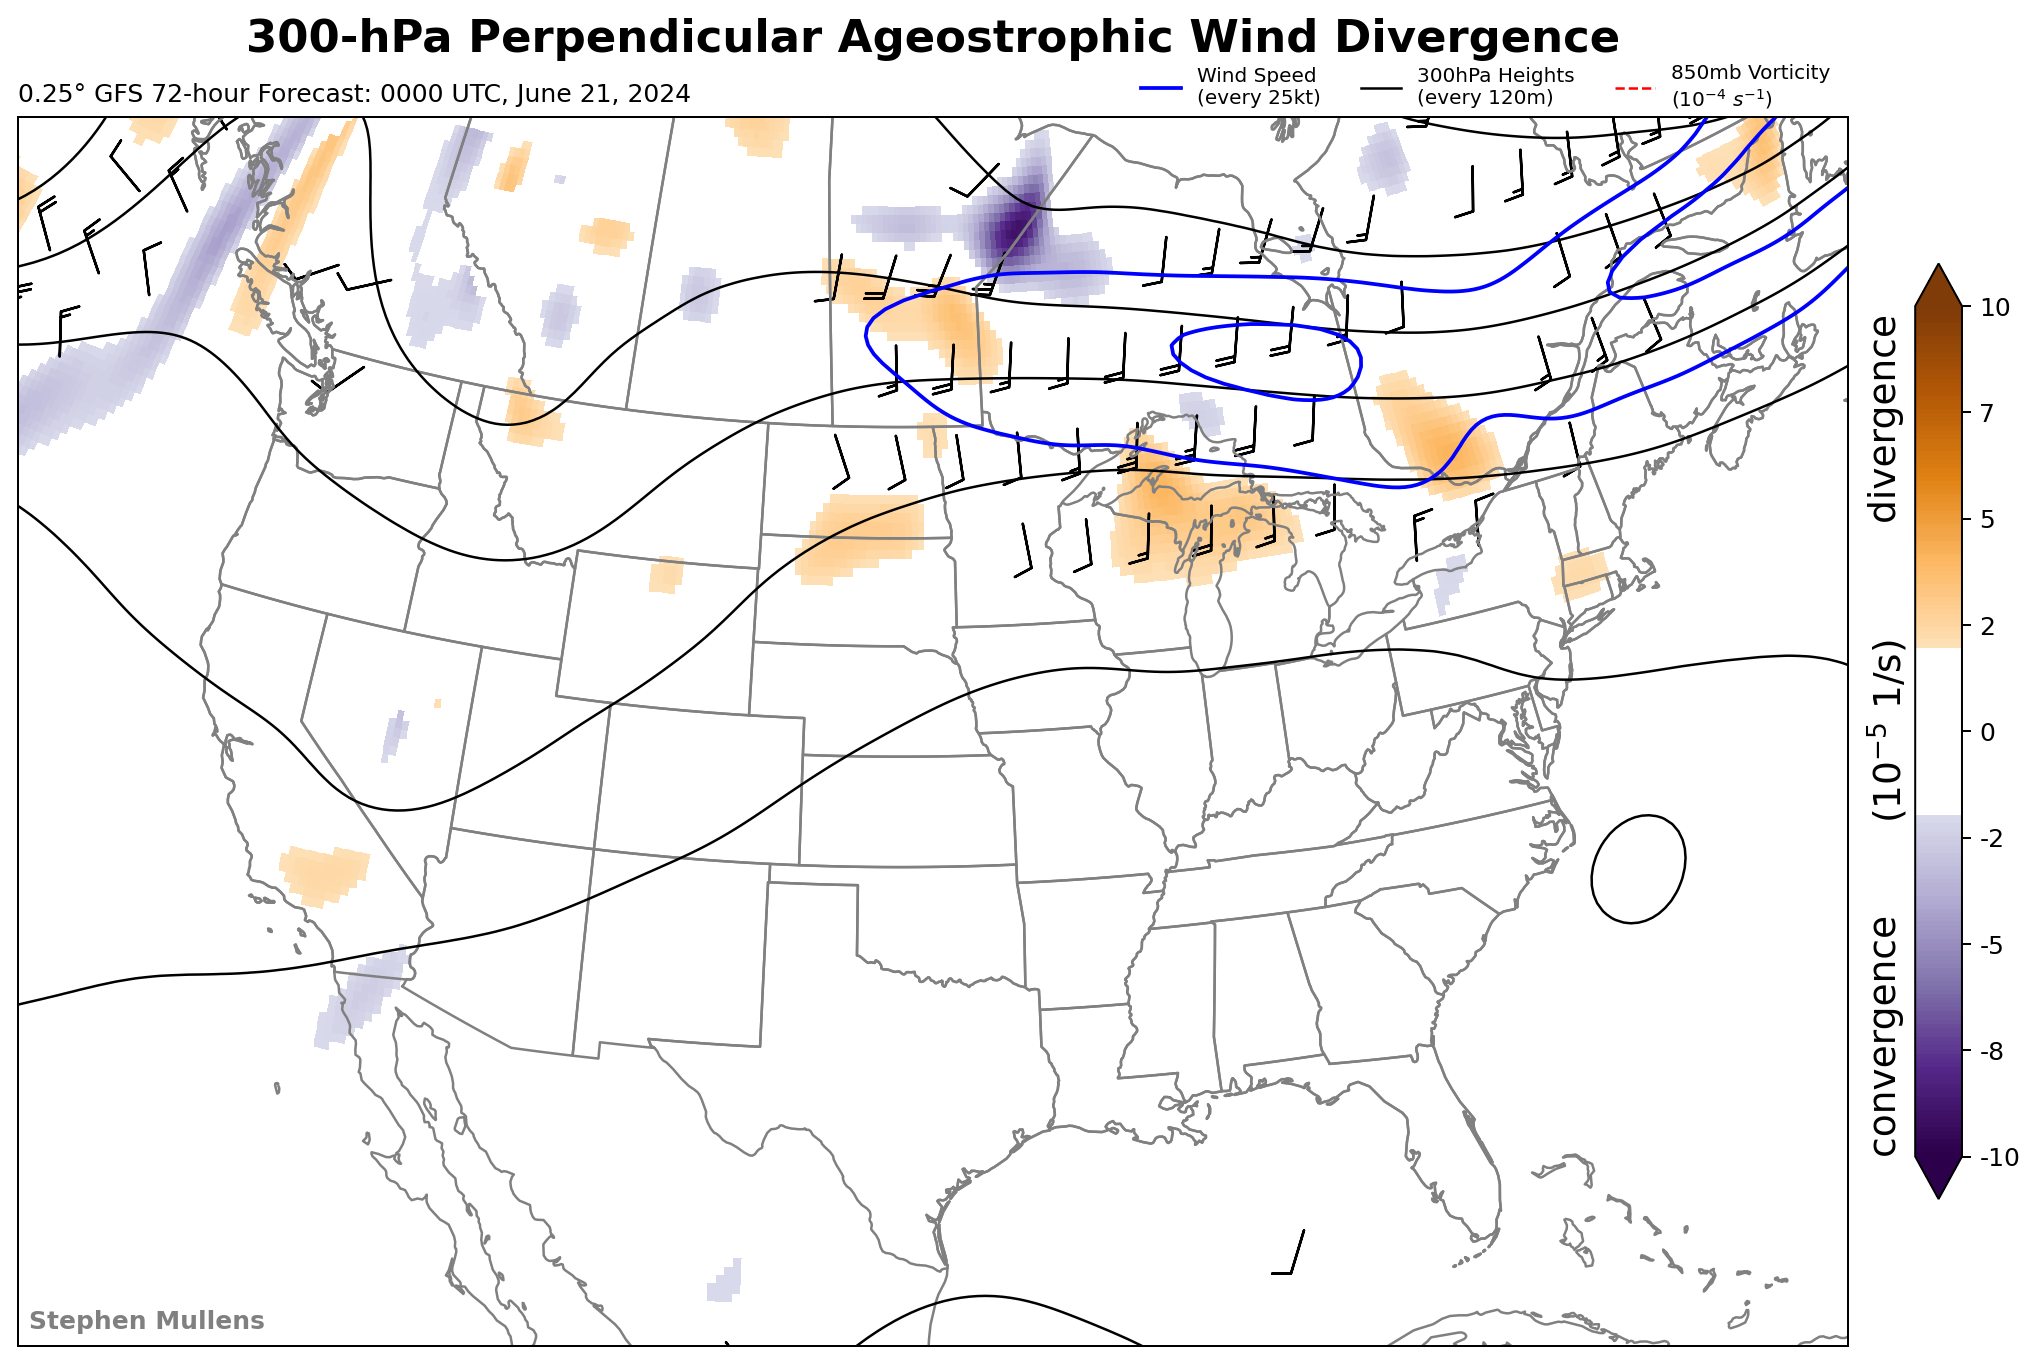 300-hPa Perpendicular Ageostrophic Wind Divergence
0.25° GFS 72-hour Forecast: 0000 UTC, June 21, 2024
Wind Speed
(every 25kt)
300hPa Heights
(every 120m)
850mb Vorticity
(10⁻⁴ s⁻¹)
10
7
5
2
0
-2
-5
-8
-10
convergence (10⁻⁵ 1/s) divergence
Stephen Mullens